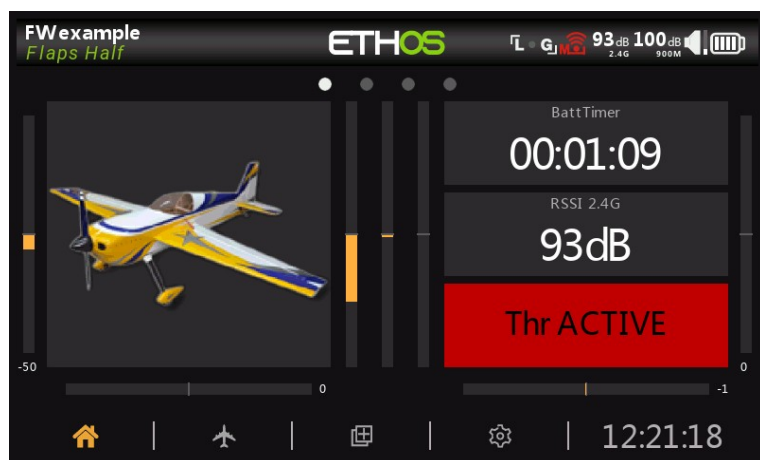 FWexample
Flaps Half
ETHOS
L G M 93dB 2.4G 100dB 900M
BattTimer
00:01:09
RSSI 2.4G
93dB
Thr ACTIVE
-50
0
0
-1
12:21:18